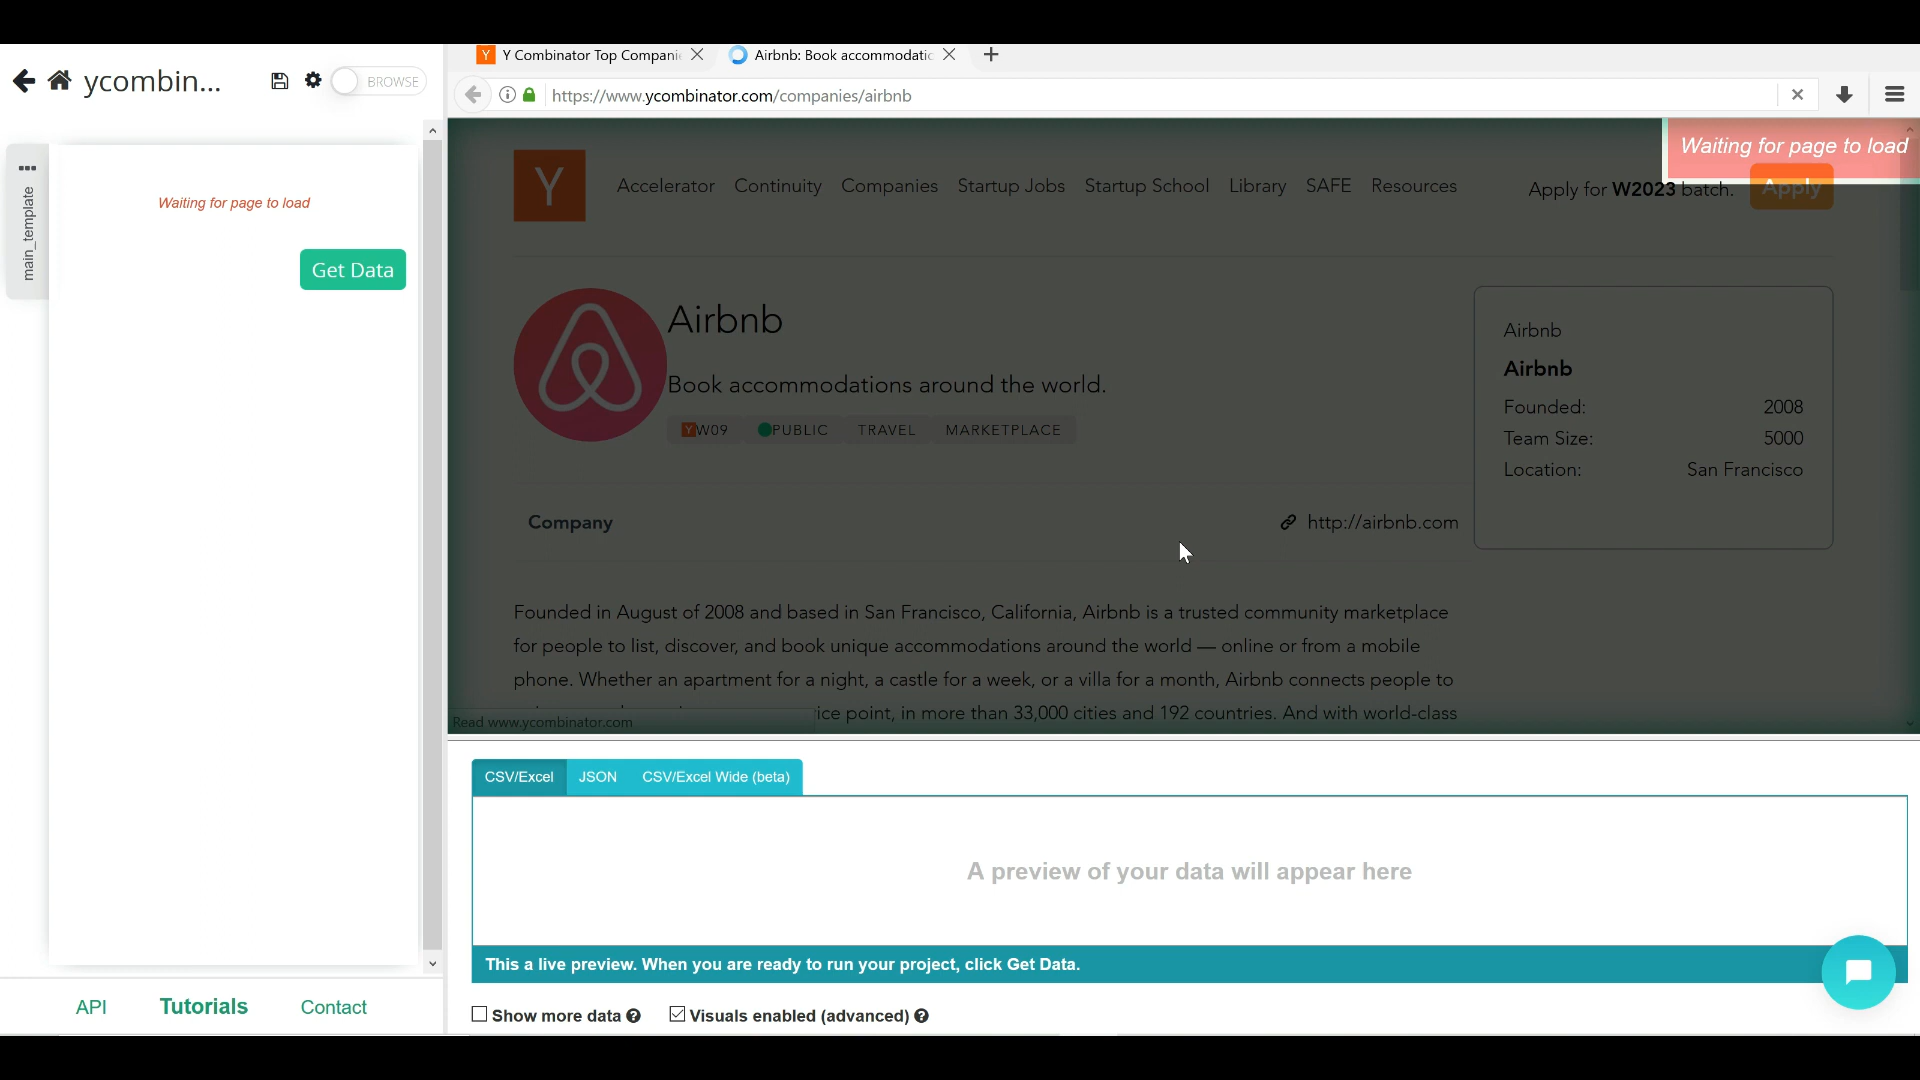 Y Combinator Top Compani
Airbnb: Book accommodatic
ycombin...
BROWSE
https://www.ycombinator.com/companies/airbnb
Waiting for page to load
main_template
Waiting for page to load
Get Data
Y
Accelerator Continuity Companies Startup Jobs Startup School Library SAFE Resources
Apply for W2023 batch.
Apply
Airbnb
Book accommodations around the world.
Y W09 PUBLIC TRAVEL MARKETPLACE
Airbnb
Airbnb
Founded: 2008
Team Size: 5000
Location: San Francisco
Company
http://airbnb.com
Founded in August of 2008 and based in San Francisco, California, Airbnb is a trusted community marketplace
for people to list, discover, and book unique accommodations around the world — online or from a mobile
phone. Whether an apartment for a night, a castle for a week, or a villa for a month, Airbnb connects people to
ice point, in more than 33,000 cities and 192 countries. And with world-class
Read www.ycombinator.com
CSV/Excel JSON CSV/Excel Wide (beta)
A preview of your data will appear here
This a live preview. When you are ready to run your project, click Get Data.
Show more data ?
Visuals enabled (advanced) ?
API Tutorials Contact